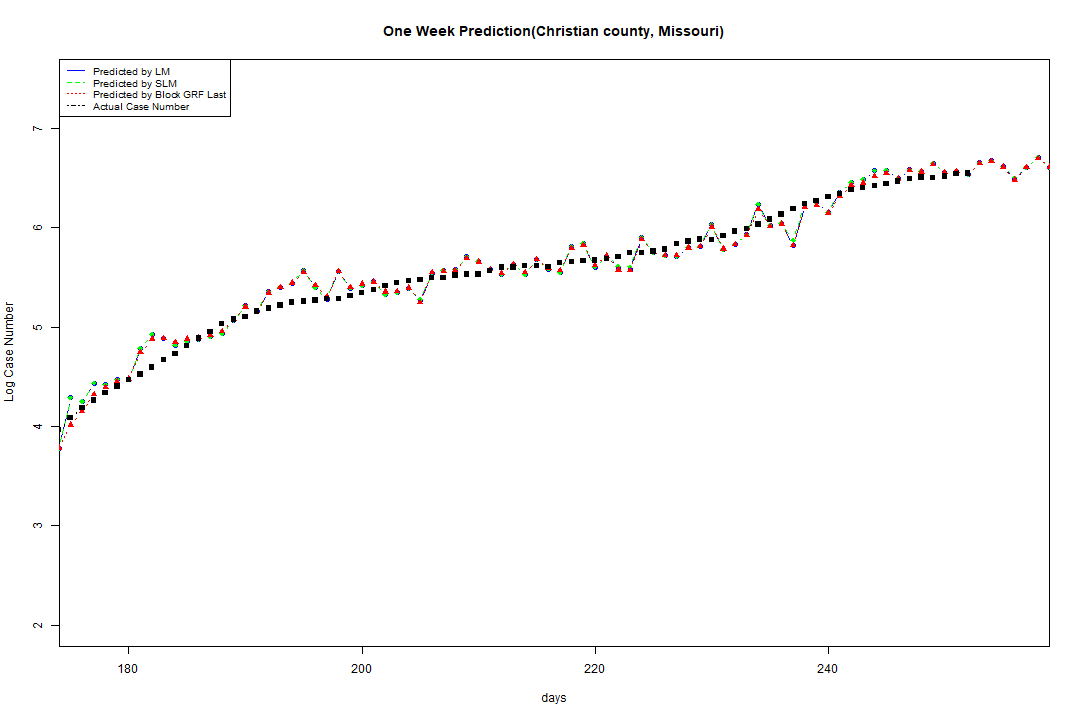 One Week Prediction(Christian county, Missouri)
Predicted by LM
Predicted by SLM
Predicted by Block GRF Last
Actual Case Number
7
6
5
4
3
2
Log Case Number
180 200 220 240
days